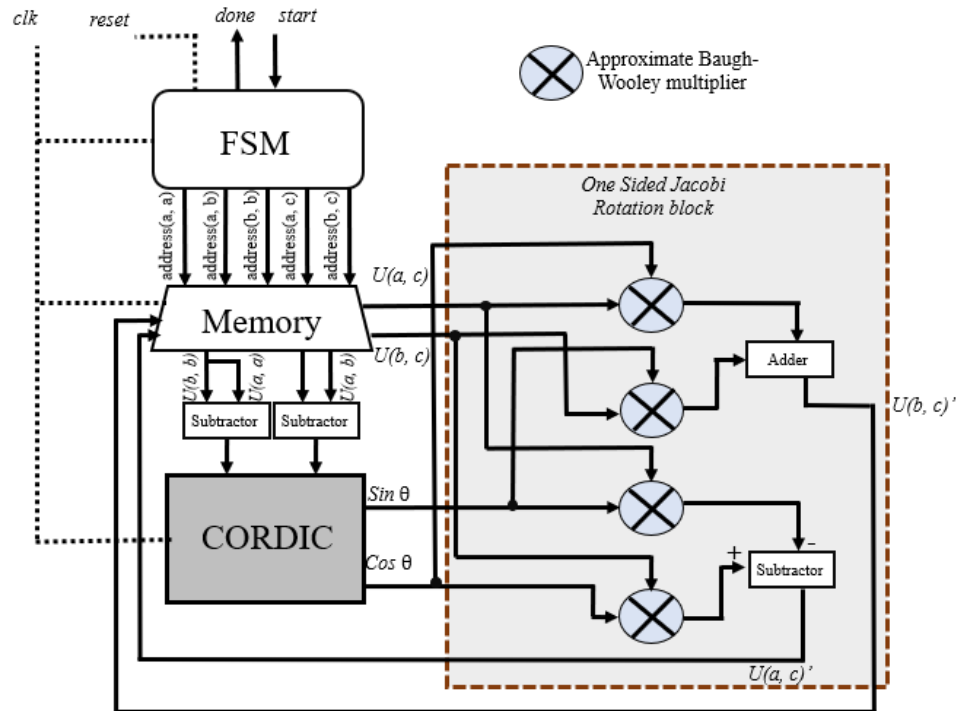 clk
reset
done
start
Approximate Baugh-
Wooley multiplier
FSM
One Sided Jacobi
Rotation block
address(a, a)
address(a, b)
address(b, b)
address(a, c)
address(b, c)
U(a, c)
Memory
U(b, c)
Adder
U(b, b)
U(a, a)
U(a, b)
U(b, c)’
Subtractor
Subtractor
Sin θ
CORDIC
-
+
Subtractor
Cos θ
U(a, c)’